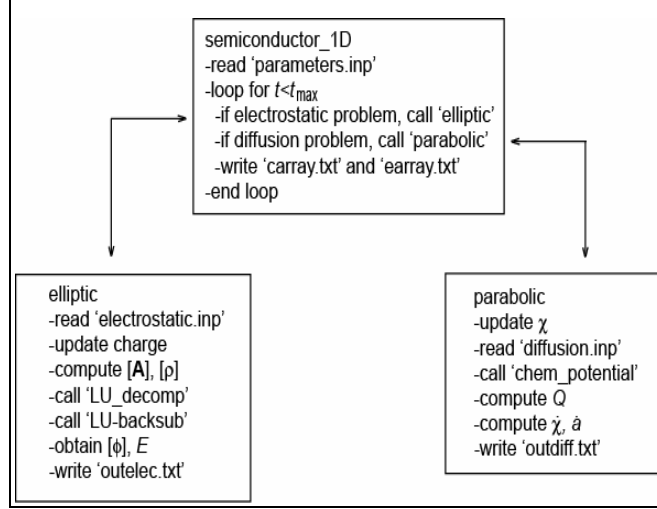 semiconductor_1D
-read ‘parameters.inp’
-loop for t<tmax
-if electrostatic problem, call ‘elliptic’
-if diffusion problem, call ‘parabolic’
-write ‘carray.txt’ and ‘earray.txt’
-end loop
elliptic
-read ‘electrostatic.inp’
-update charge
-compute [A], [ρ]
-call ‘LU_decomp’
-call ‘LU-backsub’
-obtain [ϕ], E
-write ‘outelec.txt’
parabolic
-update χ
-read ‘diffusion.inp’
-call ‘chem_potential’
-compute Q
-compute χ̇, ȧ
-write ‘outdiff.txt’